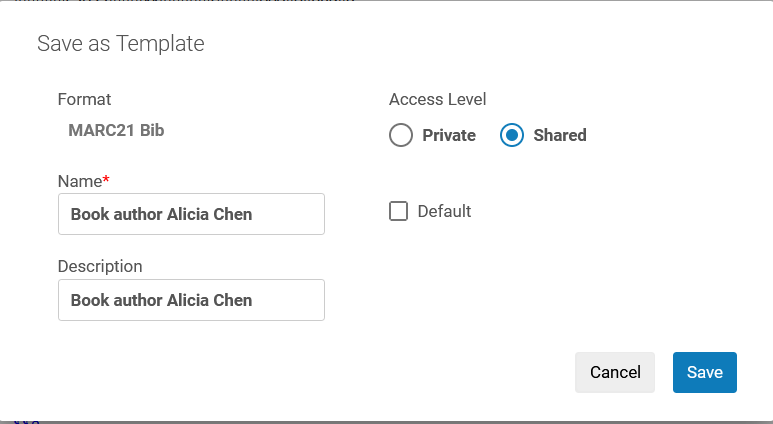 Save as Template
Format
MARC21 Bib
Name*
Book author Alicia Chen
Description
Book author Alicia Chen
Access Level
Private
Shared
Default
Cancel
Save